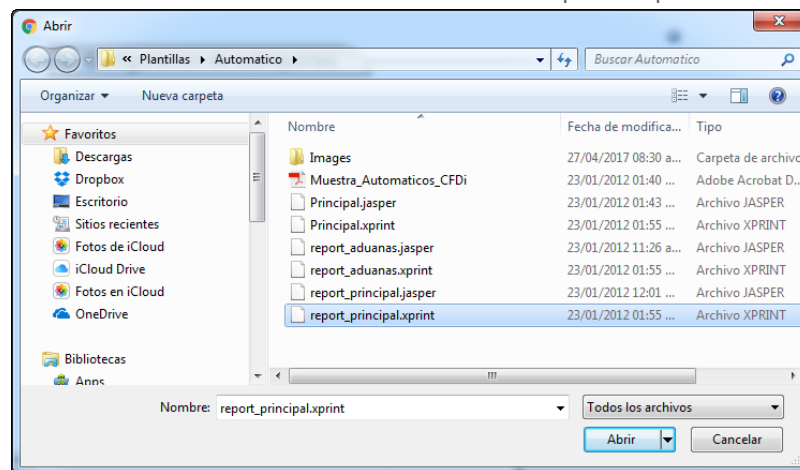 Abrir
« Plantillas ▸ Automatico ▸ Buscar Automatico
Organizar ▾ Nueva carpeta
Favoritos
Descargas
Dropbox
Escritorio
Sitios recientes
Fotos de iCloud
iCloud Drive
Fotos en iCloud
OneDrive
Bibliotecas
Apps
Nombre Fecha de modifica... Tipo
Images 27/04/2017 08:30 a... Carpeta de archivo
Muestra_Automaticos_CFDi 23/01/2012 01:40 ... Adobe Acrobat D...
Principal.jasper 23/01/2012 01:43 ... Archivo JASPER
Principal.xprint 23/01/2012 01:55 ... Archivo XPRINT
report_aduanas.jasper 23/01/2012 11:26 a... Archivo JASPER
report_aduanas.xprint 23/01/2012 01:55 ... Archivo XPRINT
report_principal.jasper 23/01/2012 12:01 ... Archivo JASPER
report_principal.xprint 23/01/2012 01:55 ... Archivo XPRINT
Nombre: report_principal.xprint Todos los archivos
Abrir Cancelar